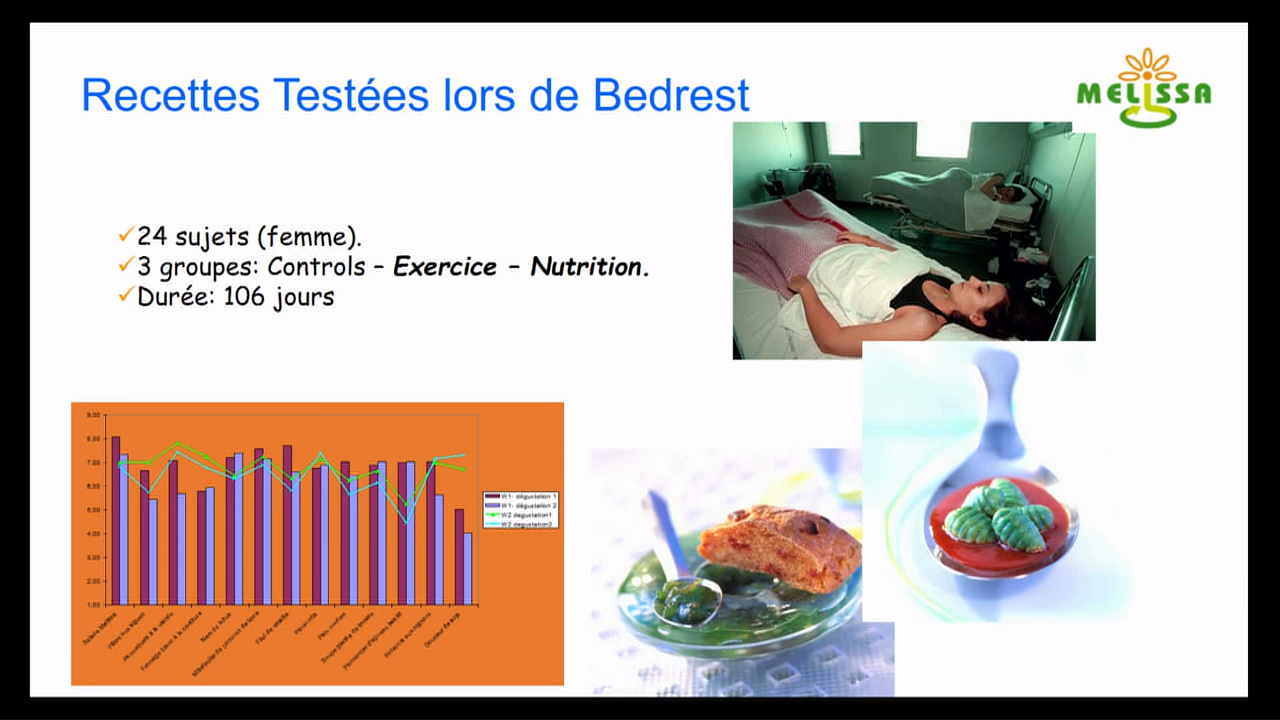 Recettes Testées lors de Bedrest
MELISSA
24 sujets (femme).
3 groupes: Controls – Exercice – Nutrition.
Durée: 106 jours
9,00
8,00
7,00
6,00
5,00
4,00
3,00
2,00
1,00
W1- dégustation 1
W1- dégustation 2
W2 dégustation1
W2 dégustation2